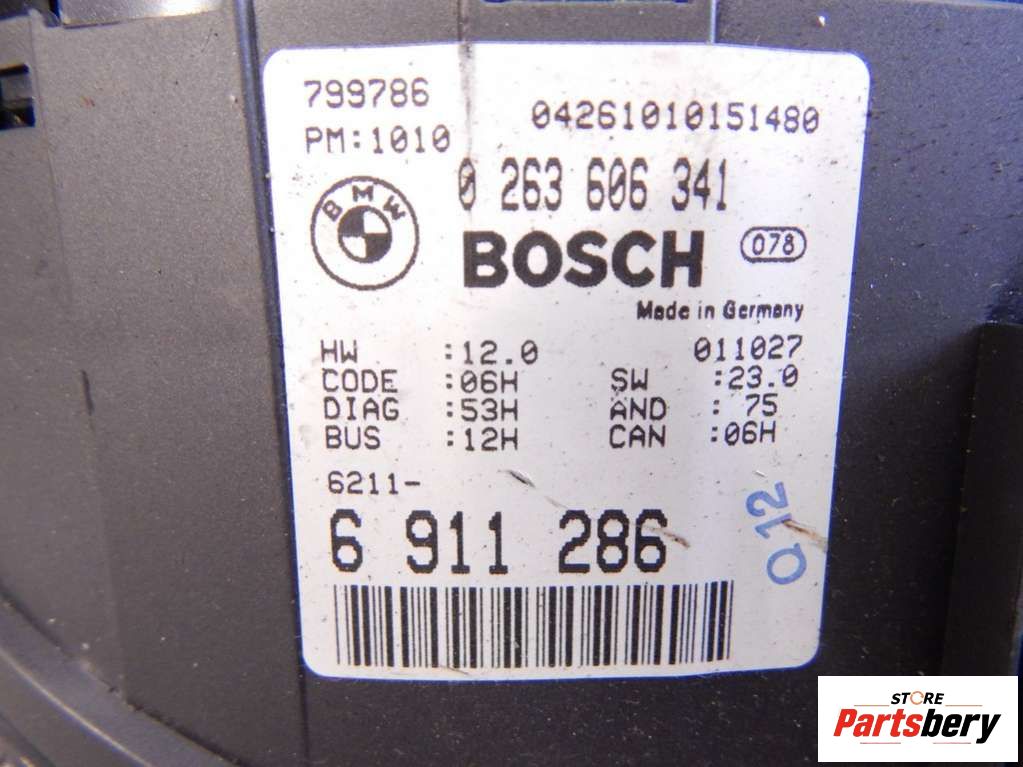 799786
04261010151480
PM:1010
0 263 606 341
BMW
BOSCH
078
Made in Germany
HW :12.0 011027
CODE :06H SW :23.0
DIAG :53H AND : 75
BUS :12H CAN :06H
6211-
6 911 286
Q12
STORE
Partsbery